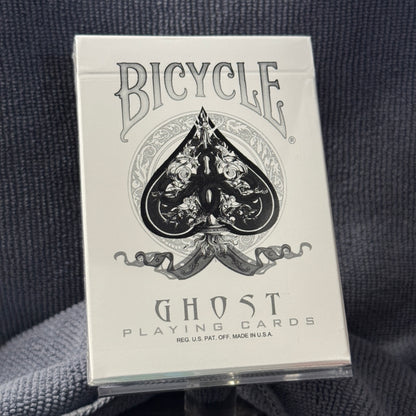 BICYCLE
®
GHOST
PLAYING CARDS
REG. U.S. PAT. OFF. MADE IN U.S.A.